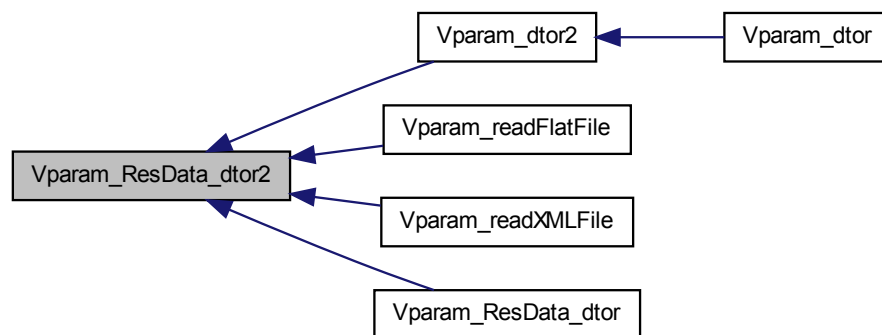 Vparam_dtor2
Vparam_dtor
Vparam_readFlatFile
Vparam_ResData_dtor2
Vparam_readXMLFile
Vparam_ResData_dtor